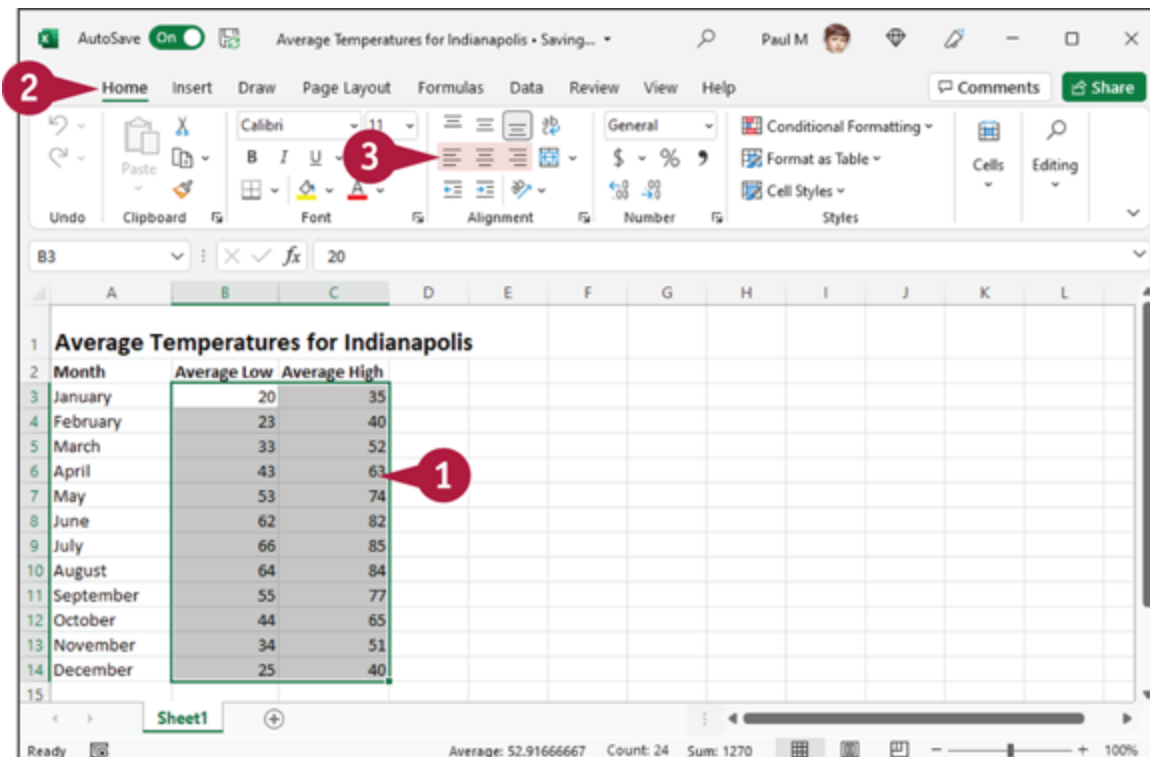 AutoSave On Average Temperatures for Indianapolis • Saving... Paul M
2 Home Insert Draw Page Layout Formulas Data Review View Help Comments Share
Calibri 11 General Conditional Formatting
Paste B I U 3 $ % 9 Format as Table Cells Editing
A Cell Styles
Undo Clipboard Font Alignment Number Styles
B3 fx 20
A B C D E F G H I J K L
1 Average Temperatures for Indianapolis
2 Month Average Low Average High
3 January 20 35
4 February 23 40
5 March 33 52
6 April 43 63 1
7 May 53 74
8 June 62 82
9 July 66 85
10 August 64 84
11 September 55 77
12 October 44 65
13 November 34 51
14 December 25 40
15
Sheet1
Ready Average: 52.91666667 Count: 24 Sum: 1270 100%